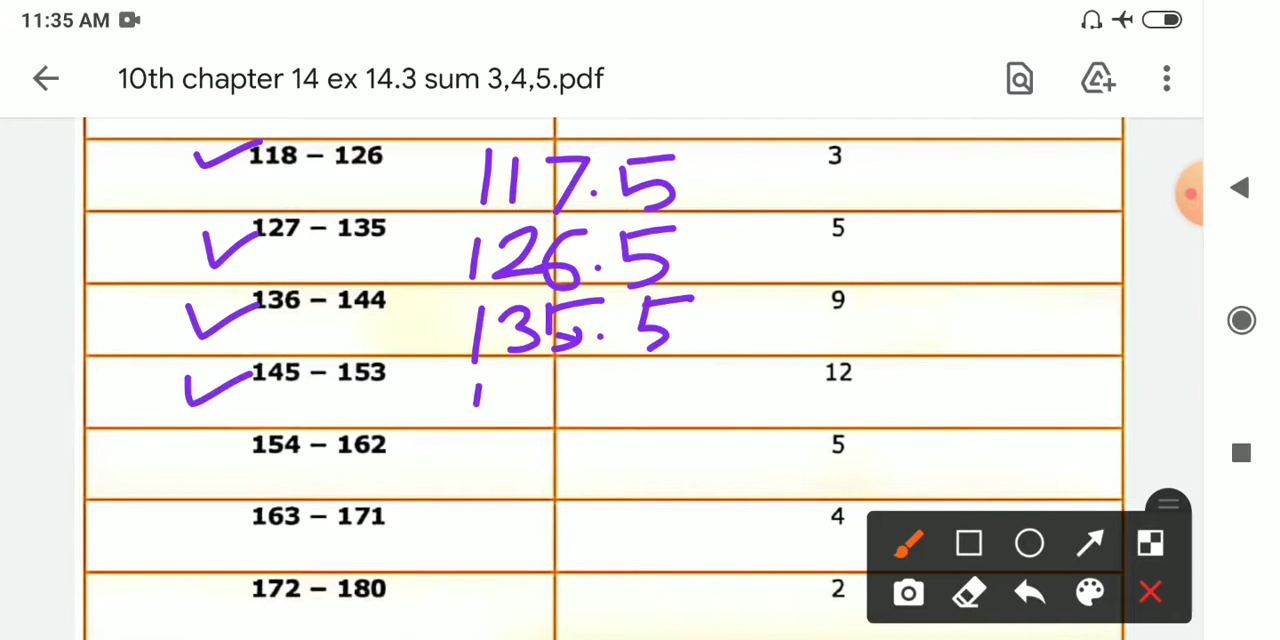 11:35 AM
10th chapter 14 ex 14.3 sum 3,4,5.pdf
118 – 126 117.5 3
127 – 135 126.5 5
136 – 144 135.5 9
145 – 153 1 12
154 – 162 5
163 – 171 4
172 – 180 2